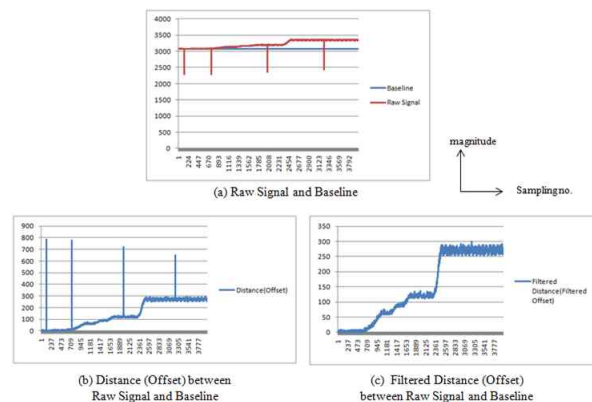 4000
3500
3000
2500
2000
1500
1000
500
0
1 224 447 670 893 1116 1339 1562 1785 2008 2231 2454 2677 2900 3123 3346 3569 3792
Baseline
Raw Signal
(a) Raw Signal and Baseline
magnitude
Sampling no.
900
800
700
600
500
400
300
200
100
0
1 237 473 709 945 1181 1417 1653 1889 2125 2361 2597 2833 3069 3305 3541 3777
Distance(Offset)
(b) Distance (Offset) between
Raw Signal and Baseline
350
300
250
200
150
100
50
0
1 237 473 709 945 1181 1417 1653 1889 2125 2361 2597 2833 3069 3305 3541 3777
Filtered
Distance(Filtered
Offset)
(c) Filtered Distance (Offset)
between Raw Signal and Baseline